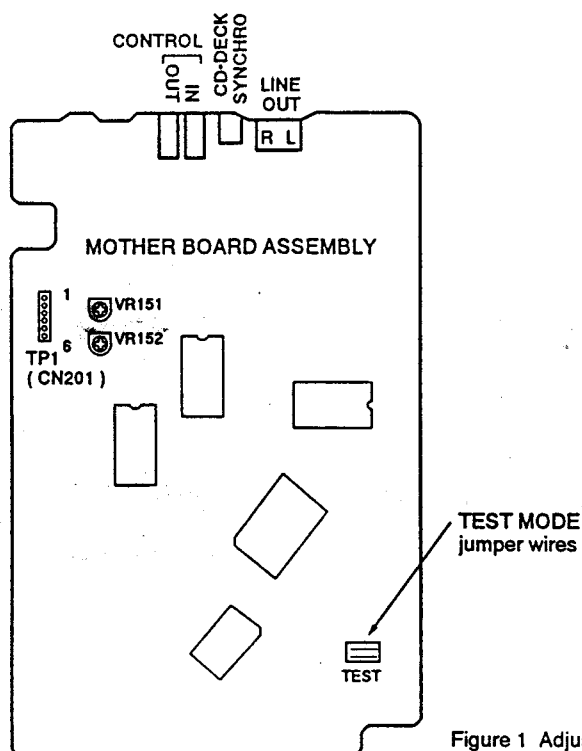 CONTROL
OUT
IN
CD-DECK
SYNCHRO
LINE
OUT
R L
MOTHER BOARD ASSEMBLY
1
VR151
6
VR152
TP1
( CN201 )
TEST MODE
jumper wires
TEST
Figure 1 Adju